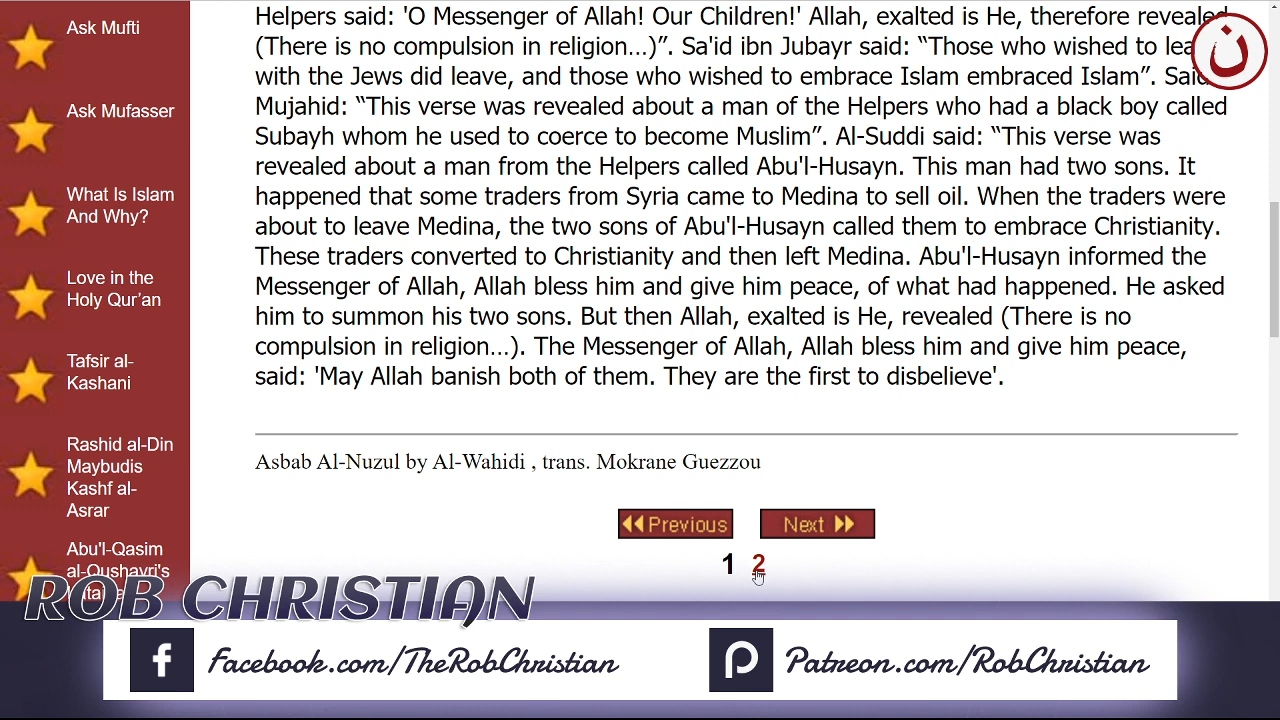 Ask Mufti
Ask Mufasser
What Is Islam
And Why?
Love in the
Holy Qur'an
Tafsir al-
Kashani
Rashid al-Din
Maybudis
Kashf al-
Asrar
Abu'l-Qasim
al-Qushayri's
Helpers said: 'O Messenger of Allah! Our Children!' Allah, exalted is He, therefore revealed
(There is no compulsion in religion…)”. Sa'id ibn Jubayr said: “Those who wished to
with the Jews did leave, and those who wished to embrace Islam embraced Islam”.
Mujahid: “This verse was revealed about a man of the Helpers who had a black boy called
Subayh whom he used to coerce to become Muslim”. Al-Suddi said: “This verse was
revealed about a man from the Helpers called Abu'l-Husayn. This man had two sons. It
happened that some traders from Syria came to Medina to sell oil. When the traders were
about to leave Medina, the two sons of Abu'l-Husayn called them to embrace Christianity.
These traders converted to Christianity and then left Medina. Abu'l-Husayn informed the
Messenger of Allah, Allah bless him and give him peace, of what had happened. He asked
him to summon his two sons. But then Allah, exalted is He, revealed (There is no
compulsion in religion…). The Messenger of Allah, Allah bless him and give him peace,
said: 'May Allah banish both of them. They are the first to disbelieve'.
ن
Asbab Al-Nuzul by Al-Wahidi , trans. Mokrane Guezzou
Previous Next
1 2
ROB CHRISTIAN
Facebook.com/TheRobChristian
Patreon.com/RobChristian